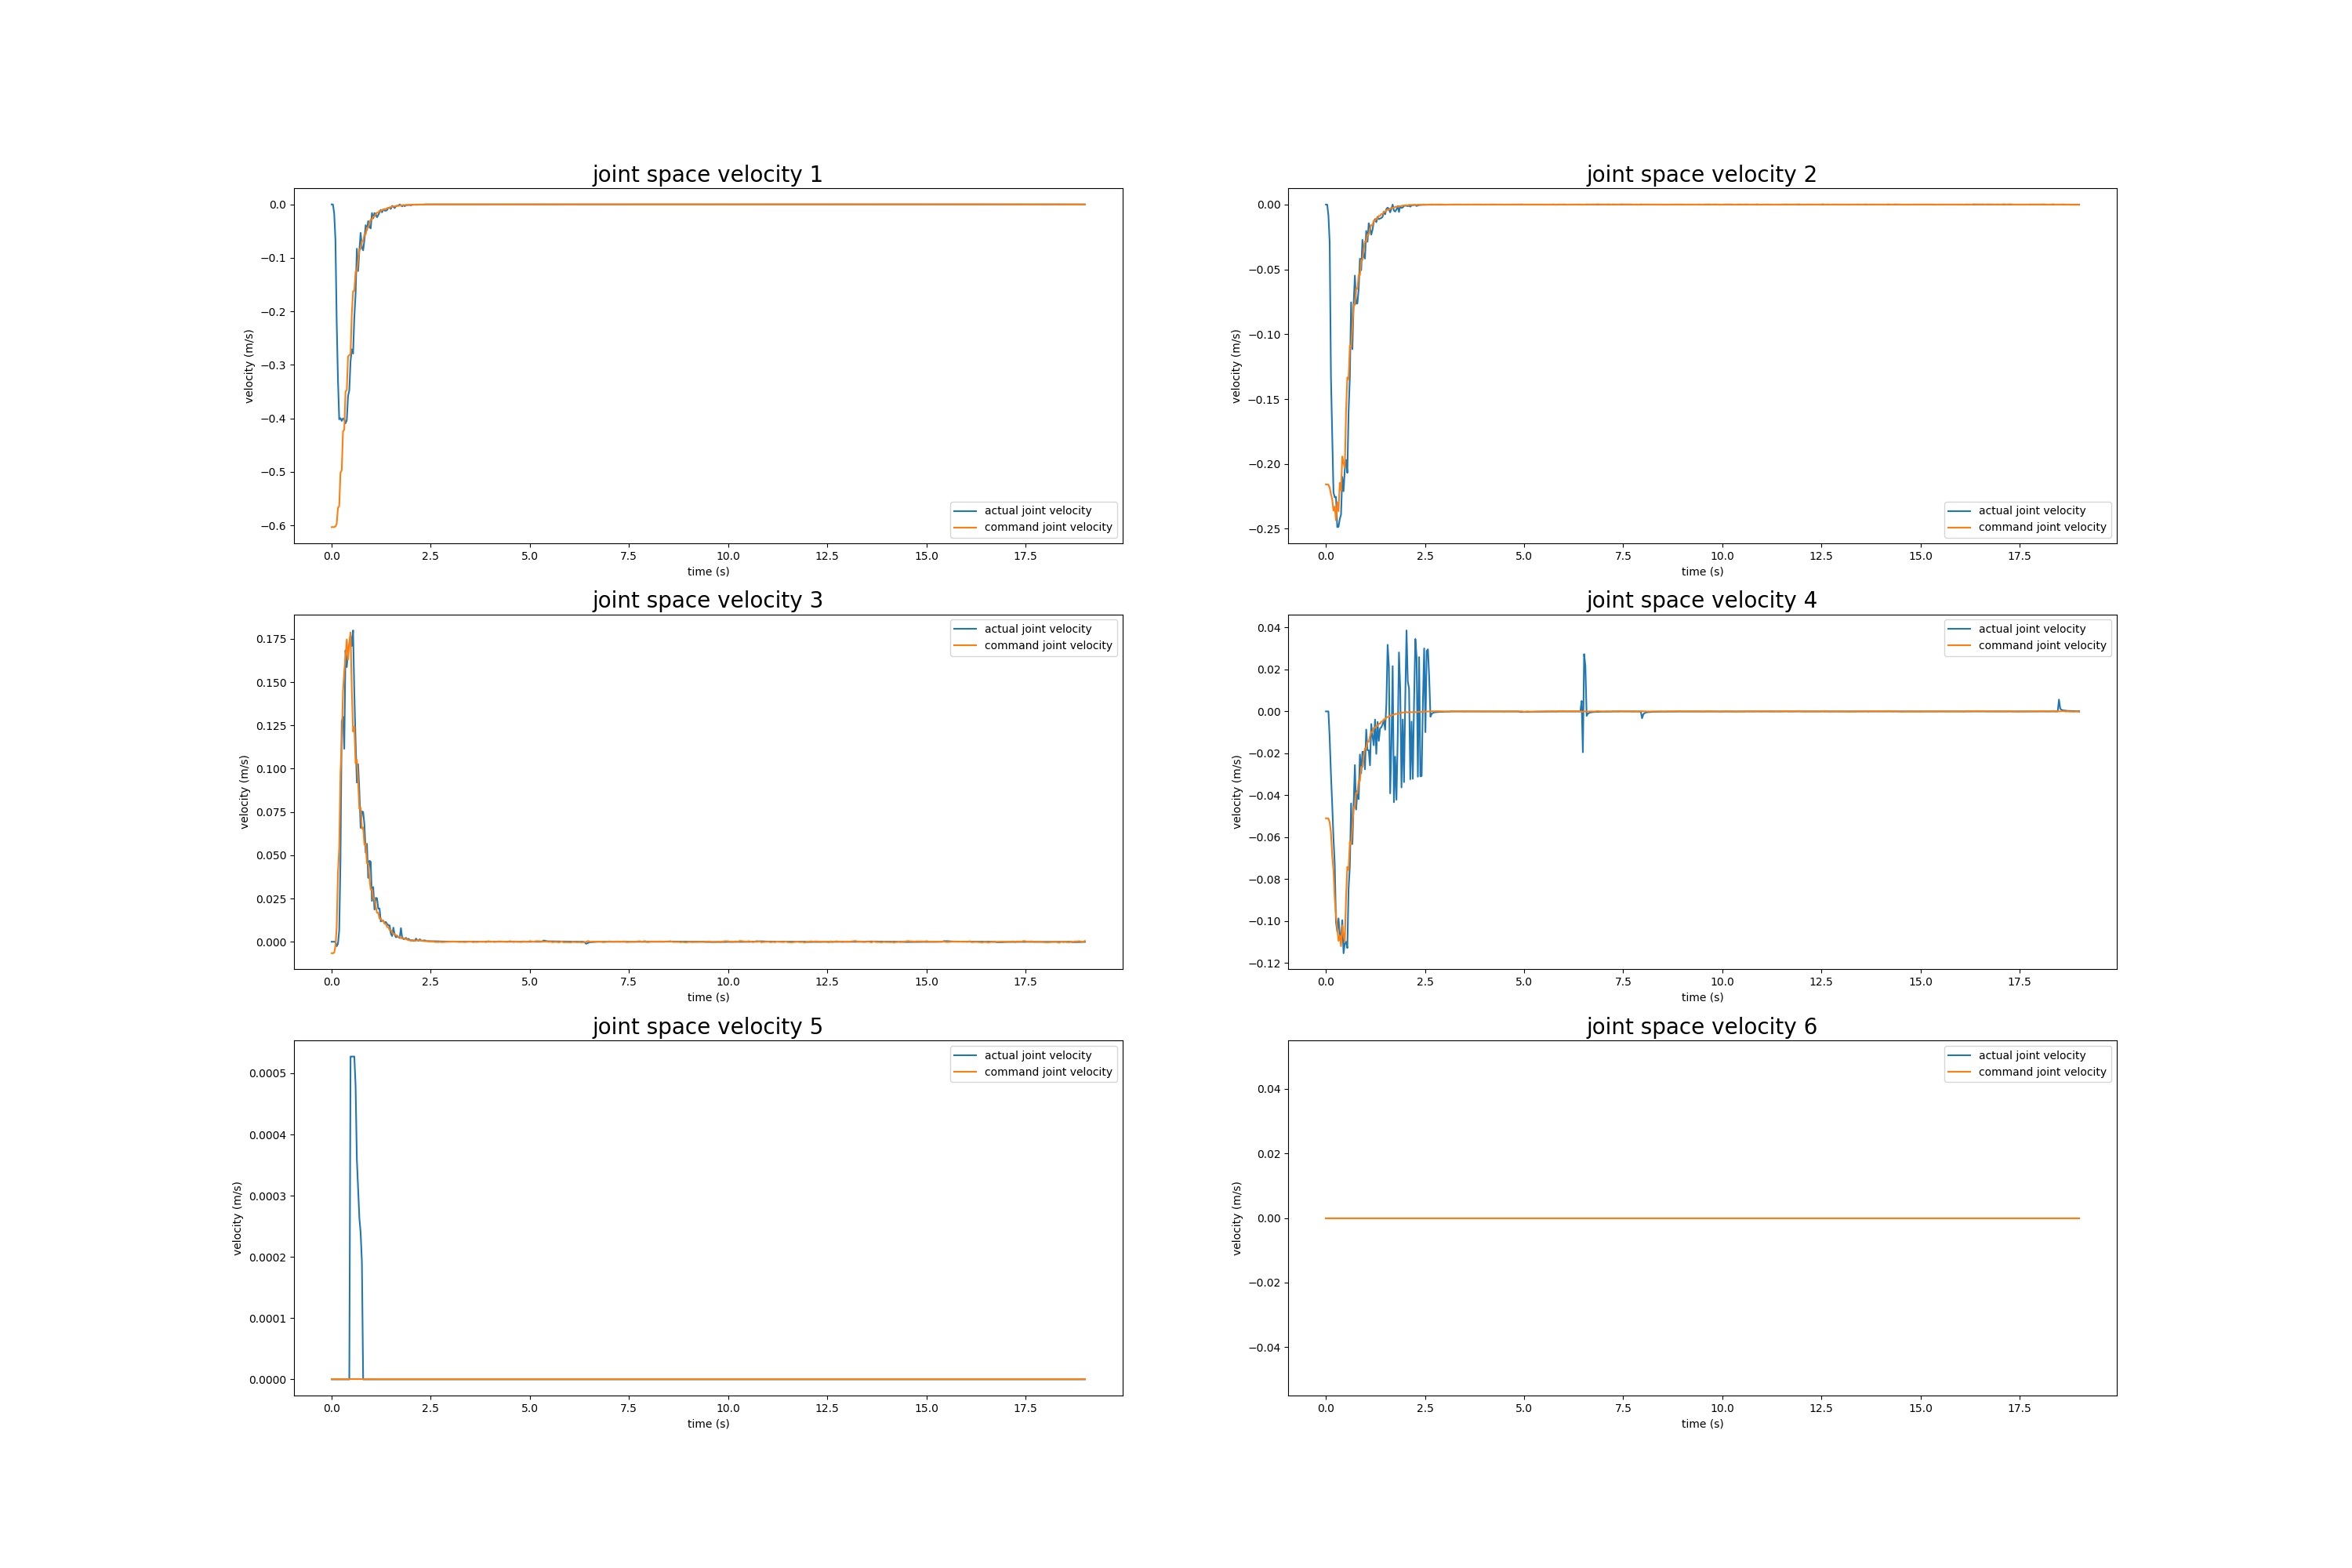 joint space velocity 1
0.0
−0.1
−0.2
−0.3
−0.4
−0.5
−0.6
velocity (m/s)
actual joint velocity
command joint velocity
0.0 2.5 5.0 7.5 10.0 12.5 15.0 17.5
time (s)
joint space velocity 2
0.00
−0.05
−0.10
−0.15
−0.20
−0.25
velocity (m/s)
actual joint velocity
command joint velocity
0.0 2.5 5.0 7.5 10.0 12.5 15.0 17.5
time (s)
joint space velocity 3
0.175
0.150
0.125
0.100
0.075
0.050
0.025
0.000
velocity (m/s)
actual joint velocity
command joint velocity
0.0 2.5 5.0 7.5 10.0 12.5 15.0 17.5
time (s)
joint space velocity 4
0.04
0.02
0.00
−0.02
−0.04
−0.06
−0.08
−0.10
−0.12
velocity (m/s)
actual joint velocity
command joint velocity
0.0 2.5 5.0 7.5 10.0 12.5 15.0 17.5
time (s)
joint space velocity 5
0.0005
0.0004
0.0003
0.0002
0.0001
0.0000
velocity (m/s)
actual joint velocity
command joint velocity
0.0 2.5 5.0 7.5 10.0 12.5 15.0 17.5
time (s)
joint space velocity 6
0.04
0.02
0.00
−0.02
−0.04
velocity (m/s)
actual joint velocity
command joint velocity
0.0 2.5 5.0 7.5 10.0 12.5 15.0 17.5
time (s)